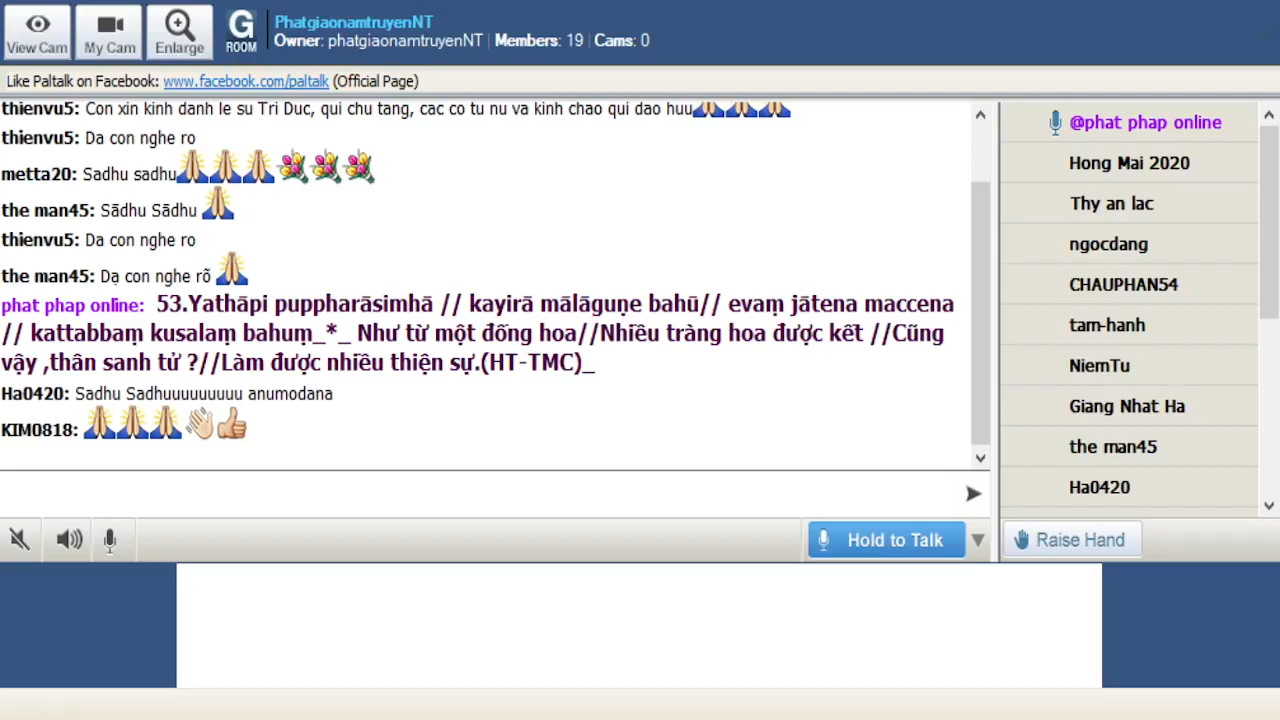 View Cam
My Cam
Enlarge
G
ROOM
PhatgiaonamtruyenNT
Owner: phatgiaonamtruyenNT | Members: 19 | Cams: 0
Like Paltalk on Facebook: www.facebook.com/paltalk (Official Page)
thienvu5: Con xin kinh danh le su Tri Duc, qui chu tang, cac co tu nu va kinh chao qui dao huu
thienvu5: Da con nghe ro
metta20: Sadhu sadhu
the man45: Sādhu Sādhu
thienvu5: Da con nghe ro
the man45: Dạ con nghe rõ
phat phap online: 53.Yathāpi puppharāsimhā // kayirā mālāguṇe bahū// evaṃ jātena maccena
// kattabbaṃ kusalaṃ bahuṃ_*_ Như từ một đống hoa//Nhiều tràng hoa được kết //Cũng
vậy ,thân sanh tử ?//Làm được nhiều thiện sự.(HT-TMC)_
Ha0420: Sadhu Sadhuuuuuuuuu anumodana
KIM0818:
Hold to Talk
@phat phap online
Hong Mai 2020
Thy an lac
ngocdang
CHAUPHAN54
tam-hanh
NiemTu
Giang Nhat Ha
the man45
Ha0420
Raise Hand